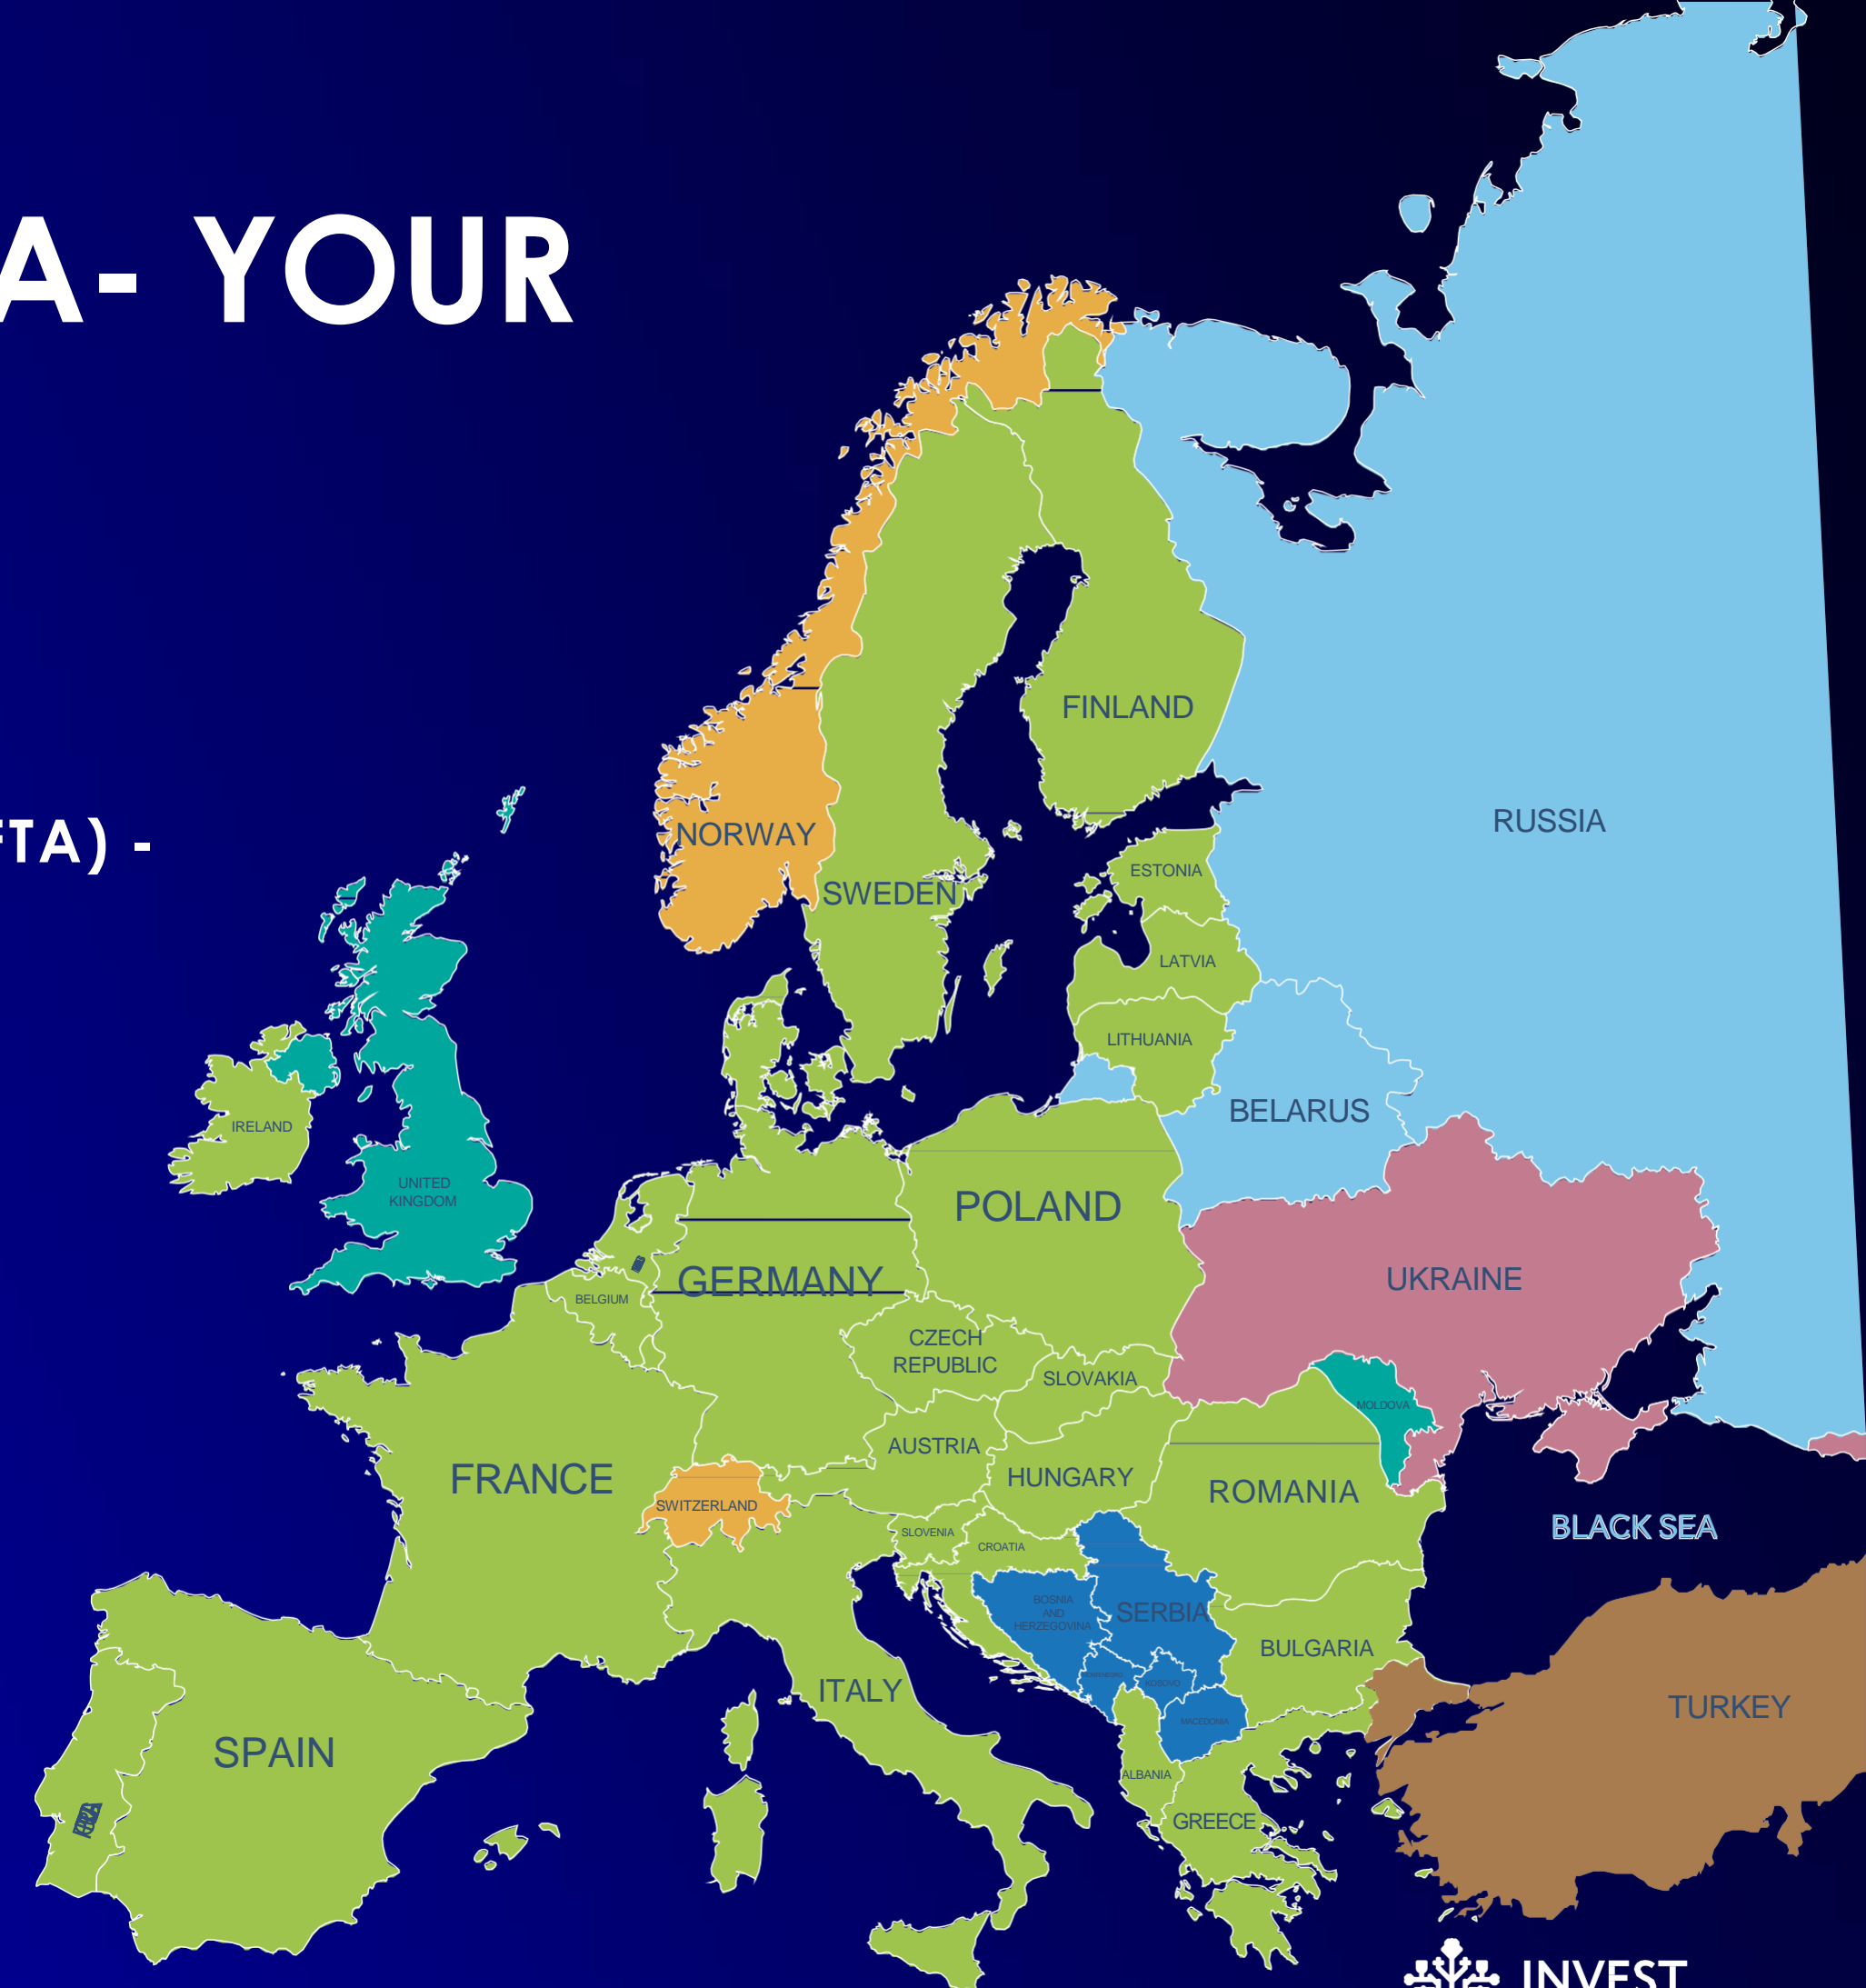 A- YOUR
FTA) -
FINLAND
RUSSIA
NORWAY
SWEDEN
ESTONIA
LATVIA
LITHUANIA
BELARUS
IRELAND
UNITED
KINGDOM
POLAND
GERMANY
UKRAINE
BELGIUM
CZECH
REPUBLIC
SLOVAKIA
MOLDOVA
AUSTRIA
FRANCE
HUNGARY
ROMANIA
SWITZERLAND
SLOVENIA
CROATIA
BLACK SEA
BOSNIA
AND
HERZEGOVINA
SERBIA
BULGARIA
KOSOVO
ITALY
MACEDONIA
TURKEY
SPAIN
ALBANIA
GREECE
INVEST